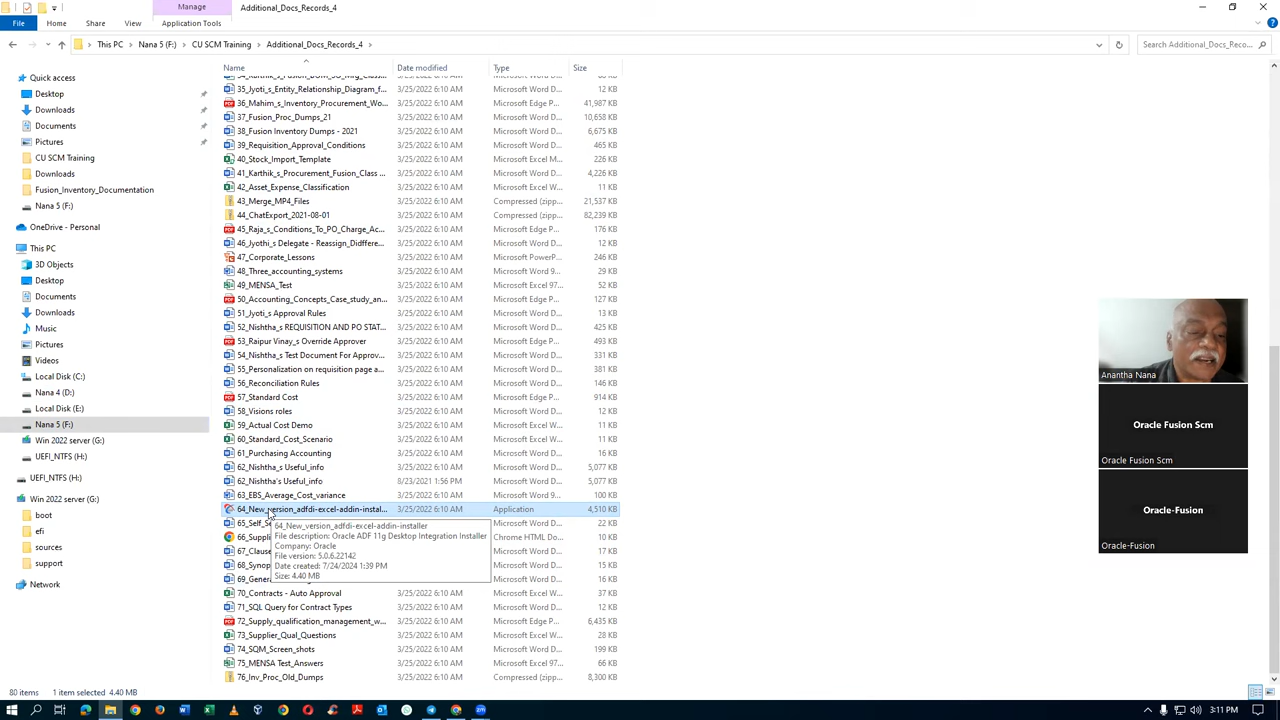 Manage
Additional_Docs_Records_4
File
Home
Share
View
Application Tools
This PC
Nana 5 (F:)
CU SCM Training
Additional_Docs_Records_4
Search Additional_Docs_Reco...
Name
Date modified
Type
Size
Quick access
Desktop
Downloads
Documents
Pictures
CU SCM Training
Downloads
Fusion_Inventory_Documentation
Nana 5 (F:)
OneDrive - Personal
This PC
3D Objects
Desktop
Documents
Downloads
Music
Pictures
Videos
Local Disk (C:)
Nana 4 (D:)
Local Disk (E:)
Nana 5 (F:)
Win 2022 server (G:)
UEFI_NTFS (H:)
UEFI_NTFS (H:)
Win 2022 server (G:)
boot
efi
sources
support
Network
35_Jyoti_s_Entity_Relationship_Diagram_f... 3/25/2022 6:10 AM Microsoft Word D... 12 KB
36_Mahim_s_Inventory_Procurement_Wo... 3/25/2022 6:10 AM Microsoft Edge P... 41,987 KB
37_Fusion_Proc_Dumps_21 3/25/2022 6:10 AM Microsoft Word D... 10,658 KB
38_Fusion Inventory Dumps - 2021 3/25/2022 6:10 AM Microsoft Word D... 6,675 KB
39_Requisition_Approval_Conditions 3/25/2022 6:10 AM Microsoft Word D... 465 KB
40_Stock_Import_Template 3/25/2022 6:10 AM Microsoft Excel M... 226 KB
41_Karthik_s_Procurement_Fusion_Class ... 3/25/2022 6:10 AM Microsoft Word D... 4,226 KB
42_Asset_Expense_Classification 3/25/2022 6:10 AM Microsoft Excel W... 11 KB
43_Merge_MP4_Files 3/25/2022 6:10 AM Compressed (zipp... 21,537 KB
44_ChatExport_2021-08-01 3/25/2022 6:10 AM Compressed (zipp... 82,239 KB
45_Raja_s_Conditions_To_PO_Charge_Ac... 3/25/2022 6:10 AM Microsoft Edge P... 176 KB
46_Jyothi_s Delegate - Reassign_Diddfere... 3/25/2022 6:10 AM Microsoft Word D... 12 KB
47_Corporate_Lessons 3/25/2022 6:10 AM Microsoft PowerP... 246 KB
48_Three_accounting_systems 3/25/2022 6:10 AM Microsoft Word 9... 29 KB
49_MENSA_Test 3/25/2022 6:10 AM Microsoft Excel 97... 52 KB
50_Accounting_Concepts_Case_study_an... 3/25/2022 6:10 AM Microsoft Edge P... 127 KB
51_Jyoti_s Approval Rules 3/25/2022 6:10 AM Microsoft Word D... 13 KB
52_Nishtha_s REQUISITION AND PO STAT... 3/25/2022 6:10 AM Microsoft Word D... 425 KB
53_Raipur Vinay_s Override Approver 3/25/2022 6:10 AM Microsoft Edge P... 493 KB
54_Nishtha_s Test Document For Approv... 3/25/2022 6:10 AM Microsoft Word D... 331 KB
55_Personalation on requisition page a... 3/25/2022 6:10 AM Microsoft Word D... 381 KB
56_Reconciliation Rules 3/25/2022 6:10 AM Microsoft Word D... 146 KB
57_Standard Cost 3/25/2022 6:10 AM Microsoft Edge P... 914 KB
58_Visions roles 3/25/2022 6:10 AM Microsoft Word D... 12 KB
59_Actual Cost Demo 3/25/2022 6:10 AM Microsoft Excel W... 11 KB
60_Standard_Cost_Scenario 3/25/2022 6:10 AM Microsoft Excel W... 11 KB
61_Purchasing Accounting 3/25/2022 6:10 AM Microsoft Word D... 16 KB
62_Nishtha_s Useful_info 3/25/2022 6:10 AM Microsoft Word D... 5,077 KB
62_Nishtha's Useful_info 8/23/2021 1:56 PM Microsoft Word D... 5,077 KB
63_EBS_Average_Cost_variance 3/25/2022 6:10 AM Microsoft Word 9... 100 KB
64_New_version_adfdi-excel-addin-instal... 3/25/2022 6:10 AM Application 4,510 KB
65_Self_Se Microsoft Word D... 22 KB
66_Suppli Chrome HTML Do... 10 KB
67_Clause Microsoft Word D... 15 KB
68_Synop Microsoft Word D... 15 KB
69_Gener Microsoft Word D... 16 KB
64_New_version_adfdi-excel-addin-installer
File description: Oracle ADF 11g Desktop Integration Installer
Company: Oracle
File version: 5.0.6.22142
Date created: 7/24/2024 1:39 PM
Size: 4.40 MB
70_Contracts - Auto Approval 3/25/2022 6:10 AM Microsoft Excel W... 37 KB
71_SQL Query for Contract Types 3/25/2022 6:10 AM Microsoft Word D... 12 KB
72_Supply_qualification_management_w... 3/25/2022 6:10 AM Microsoft Edge P... 6,435 KB
73_Supplier_Qual_Questions 3/25/2022 6:10 AM Microsoft Excel W... 28 KB
74_SQM_Screen_shots 3/25/2022 6:10 AM Microsoft Word D... 199 KB
75_MENSA Test_Answers 3/25/2022 6:10 AM Microsoft Excel 97... 66 KB
76_Inv_Proc_Old_Dumps 3/25/2022 6:10 AM Compressed (zipp... 8,300 KB
Anantha Nana
Oracle Fusion Scm
Oracle Fusion Scm
Oracle-Fusion
Oracle-Fusion
80 items
1 item selected 4.40 MB
3:11 PM